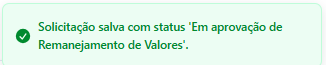 Solicitação salva com status 'Em aprovação de
Remanejamento de Valores'.